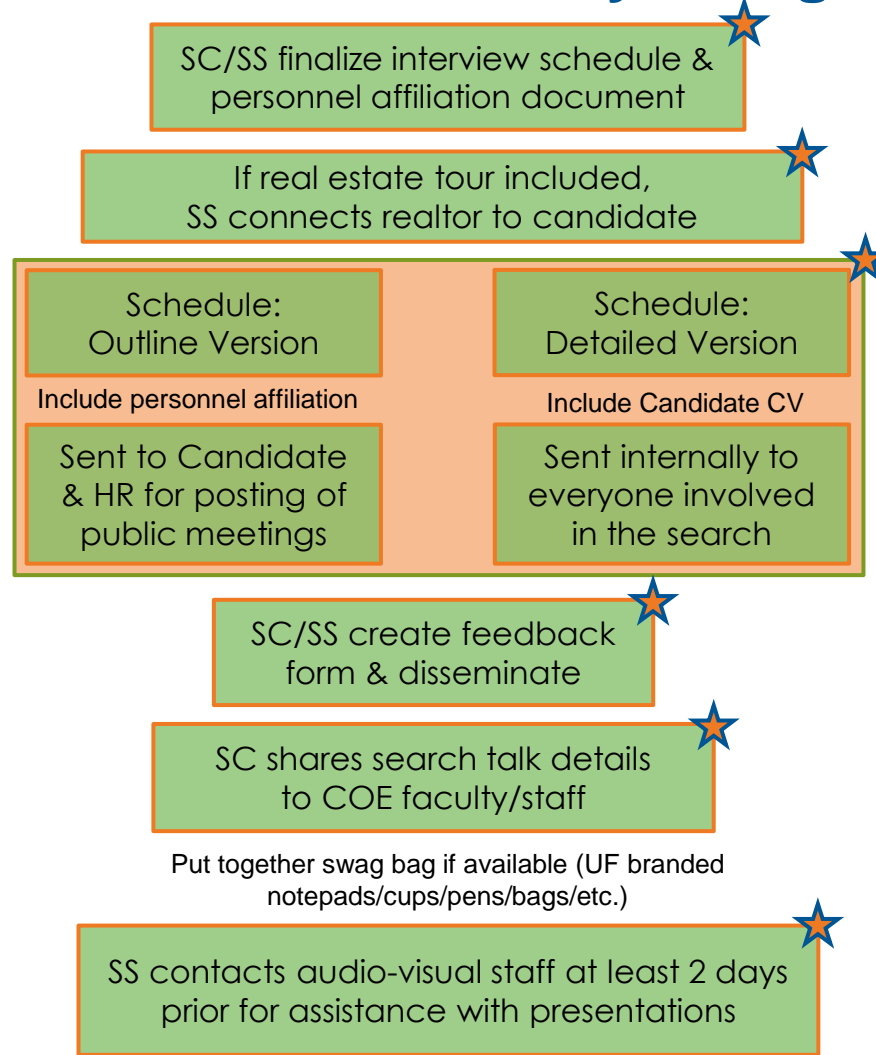 SC/SS finalize interview schedule &
personnel affiliation document
If real estate tour included,
SS connects realtor to candidate
Schedule:
Outline Version
Include personnel affiliation
Sent to Candidate
& HR for posting of
public meetings
Schedule:
Detailed Version
Include Candidate CV
Sent internally to
everyone involved
in the search
SC/SS create feedback
form & disseminate
SC shares search talk details
to COE faculty/staff
Put together swag bag if available (UF branded
notepads/cups/pens/bags/etc.)
SS contacts audio-visual staff at least 2 days
prior for assistance with presentations